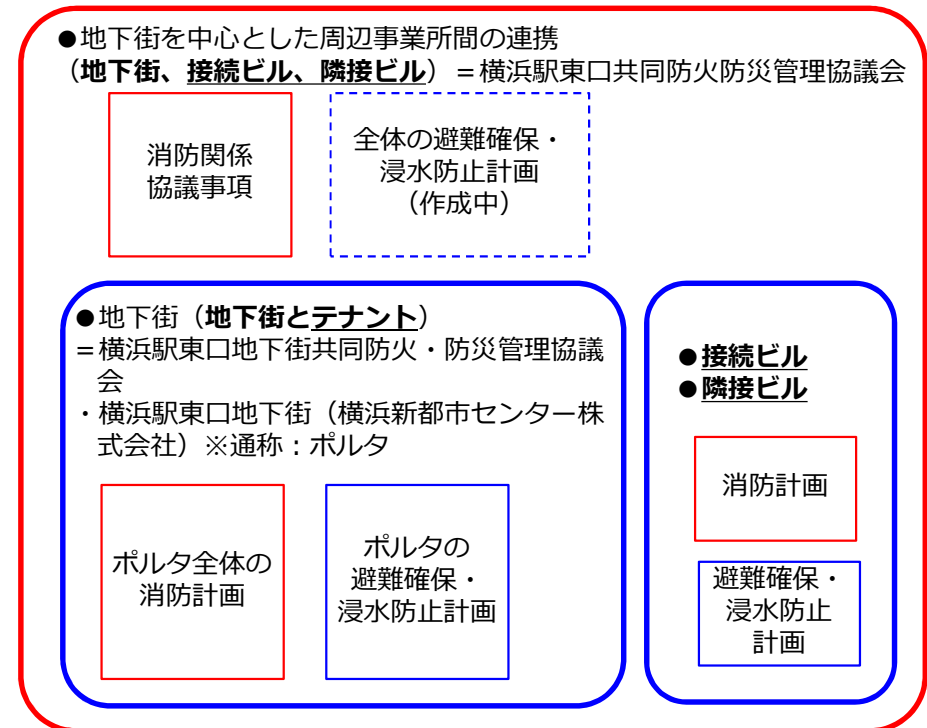 ●地下街を中心とした周辺事業所間の連携
（地下街、接続ビル、隣接ビル）＝横浜駅東口共同防火防災管理協議会
消防関係
協議事項
全体の避難確保・
浸水防止計画
（作成中）
●地下街（地下街とテナント）
＝横浜駅東口地下街共同防火・防災管理協議
会
・横浜駅東口地下街（横浜新都市センター株
式会社）※通称：ポルタ
ポルタ全体の
消防計画
ポルタの
避難確保・
浸水防止計画
●接続ビル
●隣接ビル
消防計画
避難確保・
浸水防止
計画